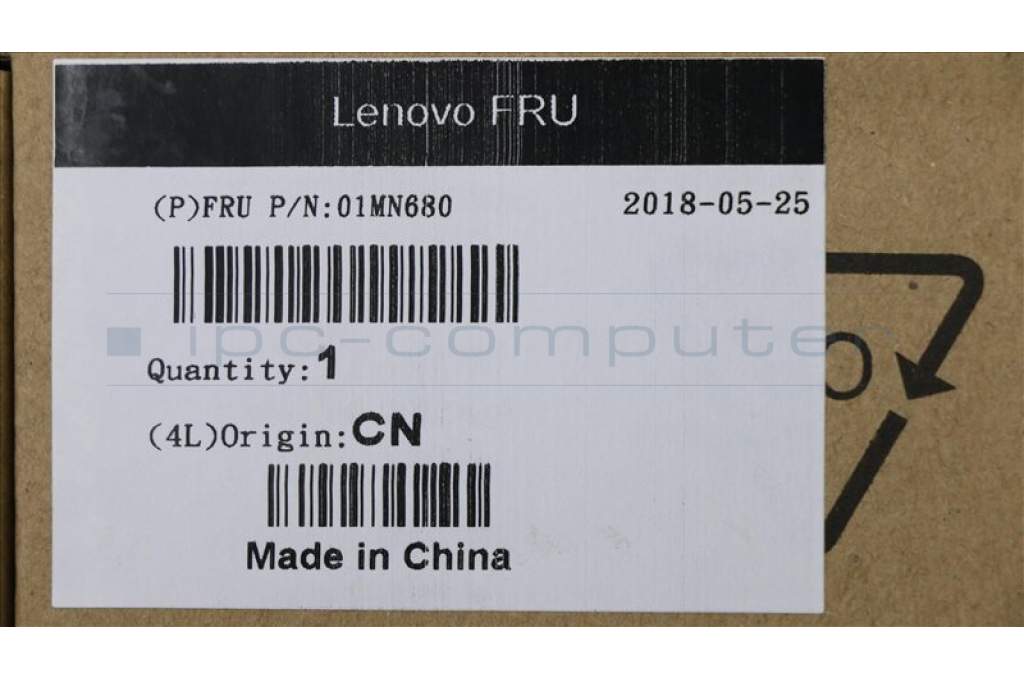 Lenovo FRU
(P)FRU P/N:01MN680 2018-05-25
ipc-computer
Quantity:1
(4L)Origin:CN
Made in China